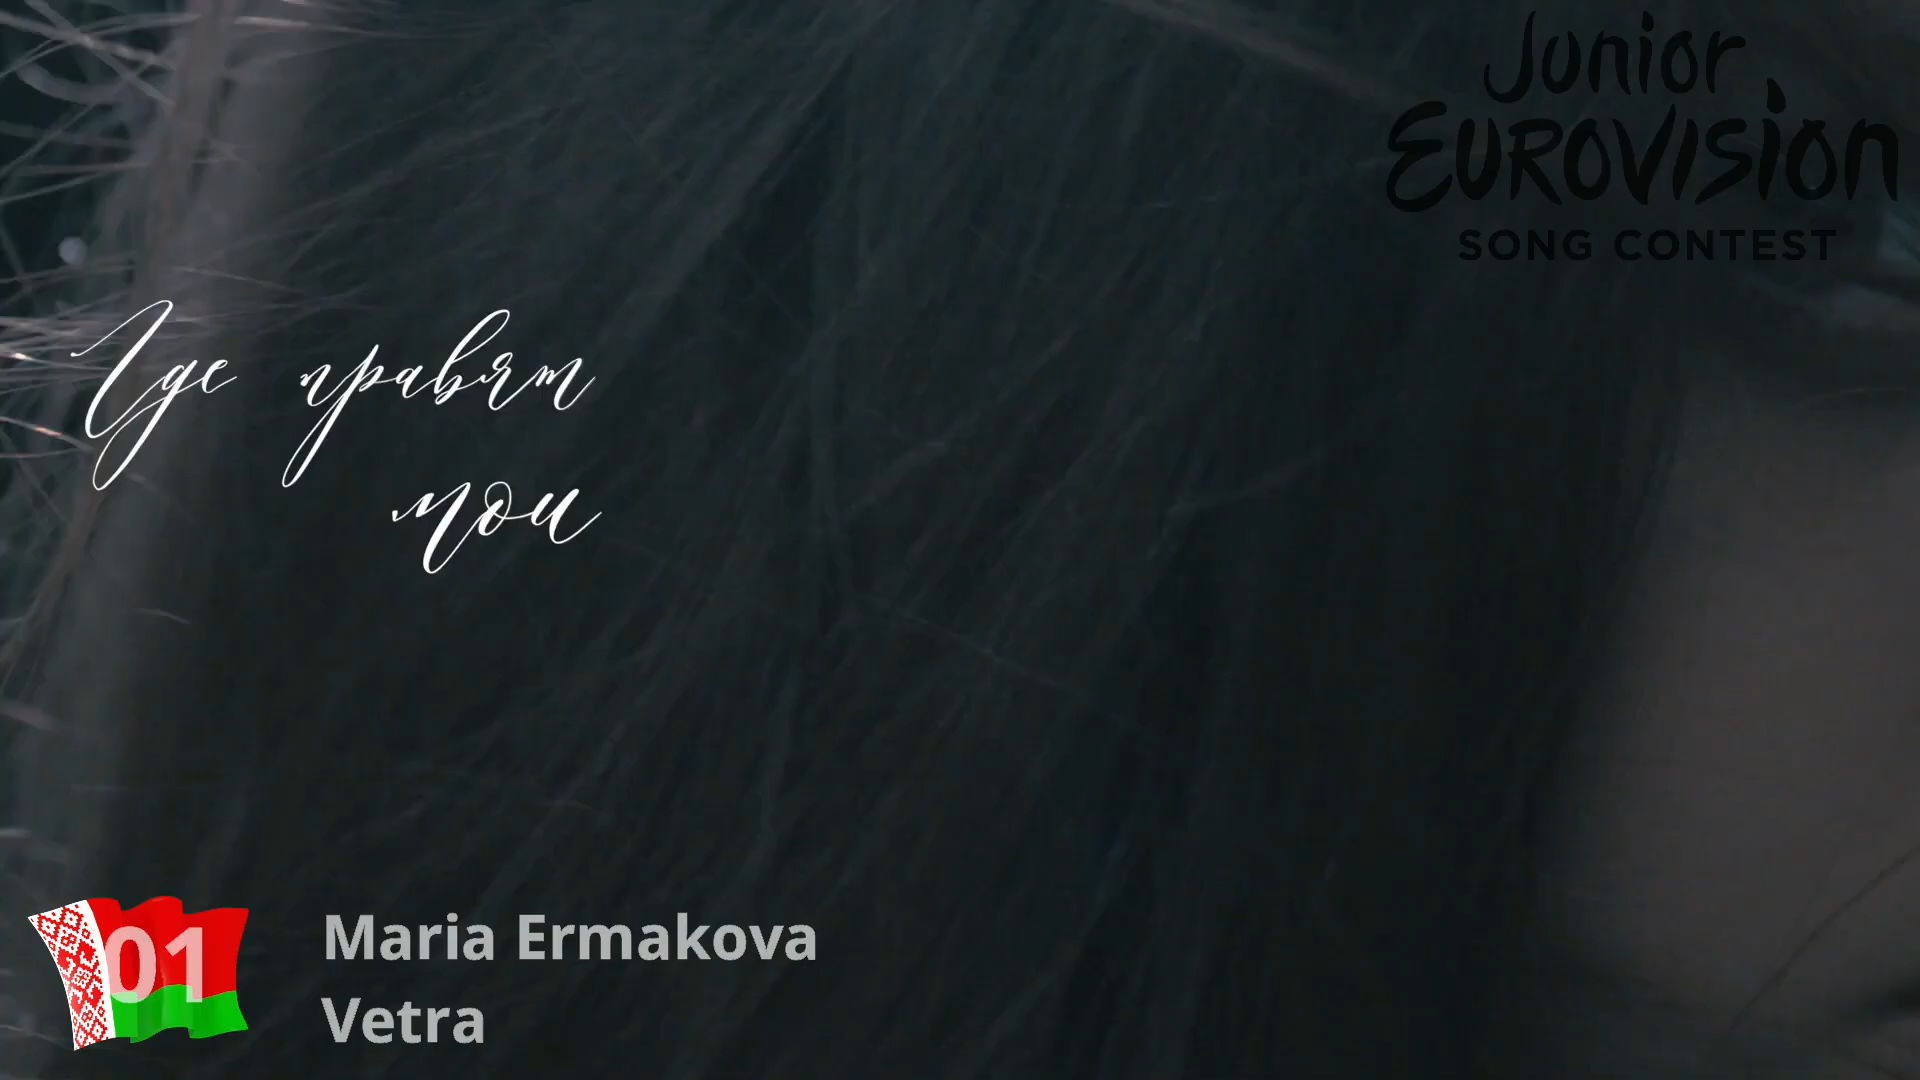 Junior
Eurovision
SONG CONTEST
Где правят
мои
01
Maria Ermakova
Vetra